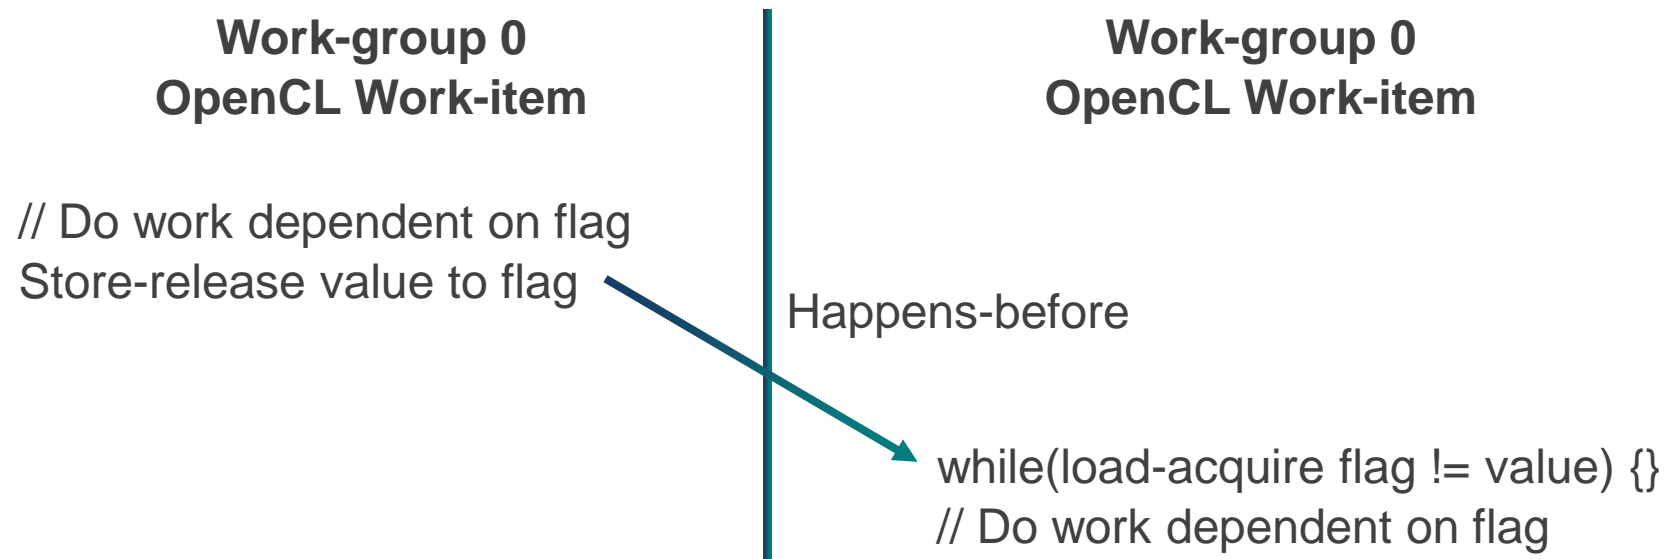 Work-group 0
OpenCL Work-item
// Do work dependent on flag
Store-release value to flag
Work-group 0
OpenCL Work-item
Happens-before
while(load-acquire flag != value) {}
// Do work dependent on flag